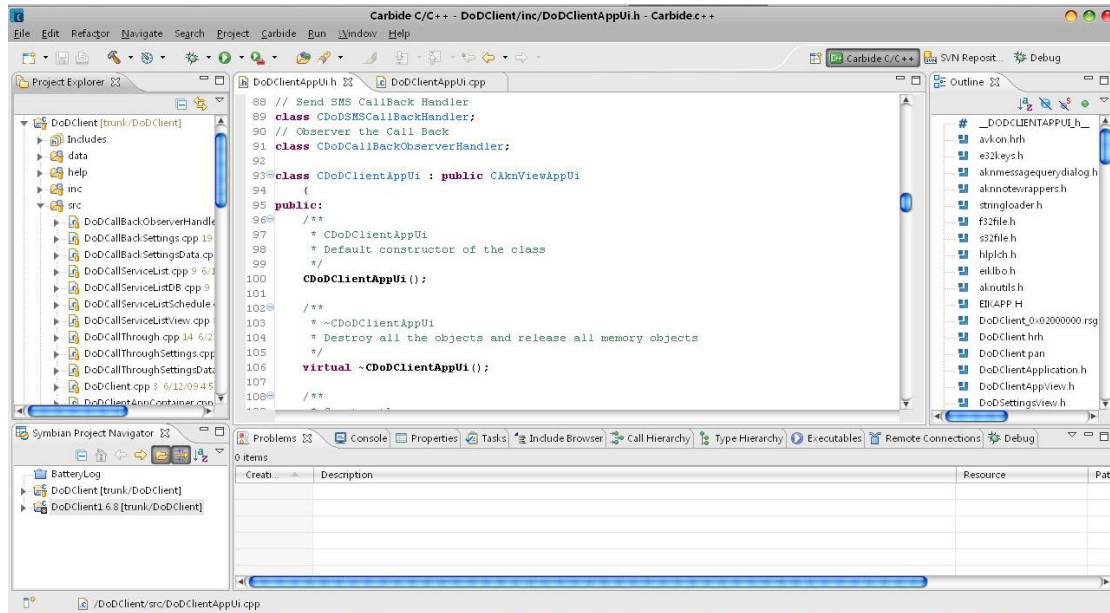 Carbide C/C++ - DoDClient/inc/DoDClientAppUi.h - Carbide.c++
File Edit Refactor Navigate Search Project Carbide Run Window Help
Carbide C/C++ SVN Reposit... Debug
Project Explorer
DoDClient [trunk/DoDClient]
Includes
data
help
inc
src
DoDCallBackObserverHandle
DoDCallBackSettings.cpp 19
DoDCallBackSettingsData.cp
DoDCallServiceList.cpp 9 6/1
DoDCallServiceListDB.cpp 9
DoDCallServiceListSchedule.
DoDCallServiceListView.cpp
DoDCallThrough.cpp 14 6/2
DoDCallThroughSettings.cpp
DoDCallThroughSettingsData
DoDClient.cpp 3 6/12/09 4:5
DoDClientAppContainer.cpp
DoDClientAppUi.h DoDClientAppUi.cpp
88 // Send SMS CallBack Handler
89 class CDoDSMSCallBackHandler;
90 // Observer the Call Back
91 class CDoDCallBackObserverHandler;
92
93 class CDoDClientAppUi : public CAknViewAppUi
94 {
95 public:
96 /**
97 * CDoDClientAppUi
98 * Default constructor of the class
99 */
100 CDoDClientAppUi();
101
102 /**
103 * ~CDoDClientAppUi
104 * Destroy all the objects and release all memory objects
105 */
106 virtual ~CDoDClientAppUi();
107
108 /**
Outline
__DODCLIENTAPPUI_h__
avkon.hrh
e32keys.h
aknmessagequerydialog.h
aknnotewrappers.h
stringloader.h
f32file.h
s32file.h
hlplch.h
eiklbo.h
aknutils.h
EIKAPP.H
DoDClient_0x02000000.rsg
DoDClient.hrh
DoDClient.pan
DoDClientApplication.h
DoDClientAppView.h
DoDSettingsView.h
Symbian Project Navigator
BatteryLog
DoDClient [trunk/DoDClient]
DoDClient1.6.8 [trunk/DoDClient]
Problems Console Properties Tasks Include Browser Call Hierarchy Type Hierarchy Executables Remote Connections Debug
0 items
Creati... Description Resource Pat
/DoDClient/src/DoDClientAppUi.cpp